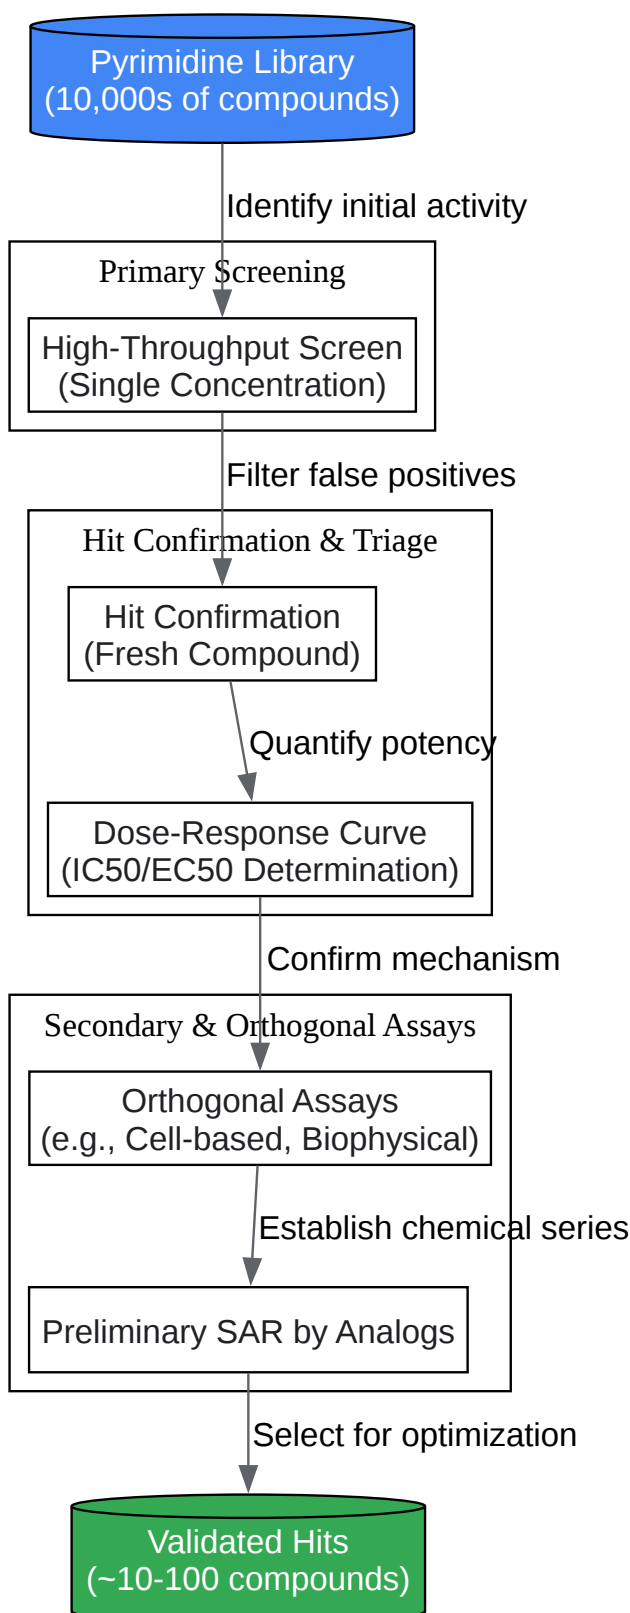 Pyrimidine Library
(10,000s of compounds)
Identify initial activity
Primary Screening
High-Throughput Screen
(Single Concentration)
Filter false positives
Hit Confirmation & Triage
Hit Confirmation
(Fresh Compound)
Quantify potency
Dose-Response Curve
(IC50/EC50 Determination)
Confirm mechanism
Secondary & Orthogonal Assays
Orthogonal Assays
(e.g., Cell-based, Biophysical)
Establish chemical series
Preliminary SAR by Analogs
Select for optimization
Validated Hits
(~10-100 compounds)